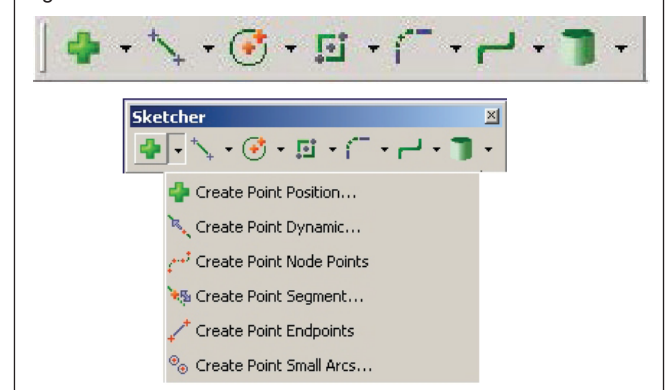 Sketcher
Create Point Position...
Create Point Dynamic...
Create Point Node Points
Create Point Segment...
Create Point Endpoints
Create Point Small Arcs...